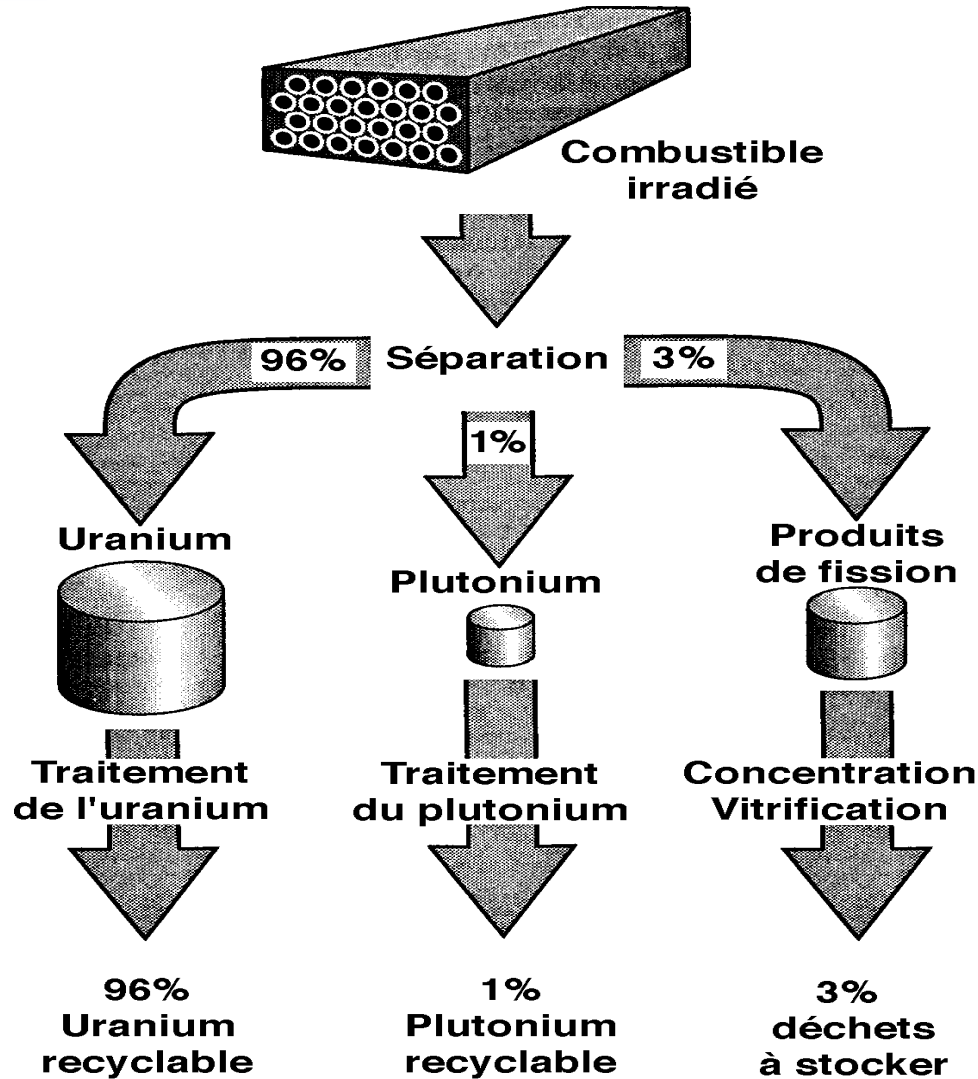 Combustible
irradié
96%
Séparation
3%
1%
Uranium
Plutonium
Produits
de fission
Traitement
de l'uranium
Traitement
du plutonium
Concentration
Vitrification
96%
Uranium
recyclable
1%
Plutonium
recyclable
3%
déchets
à stocker